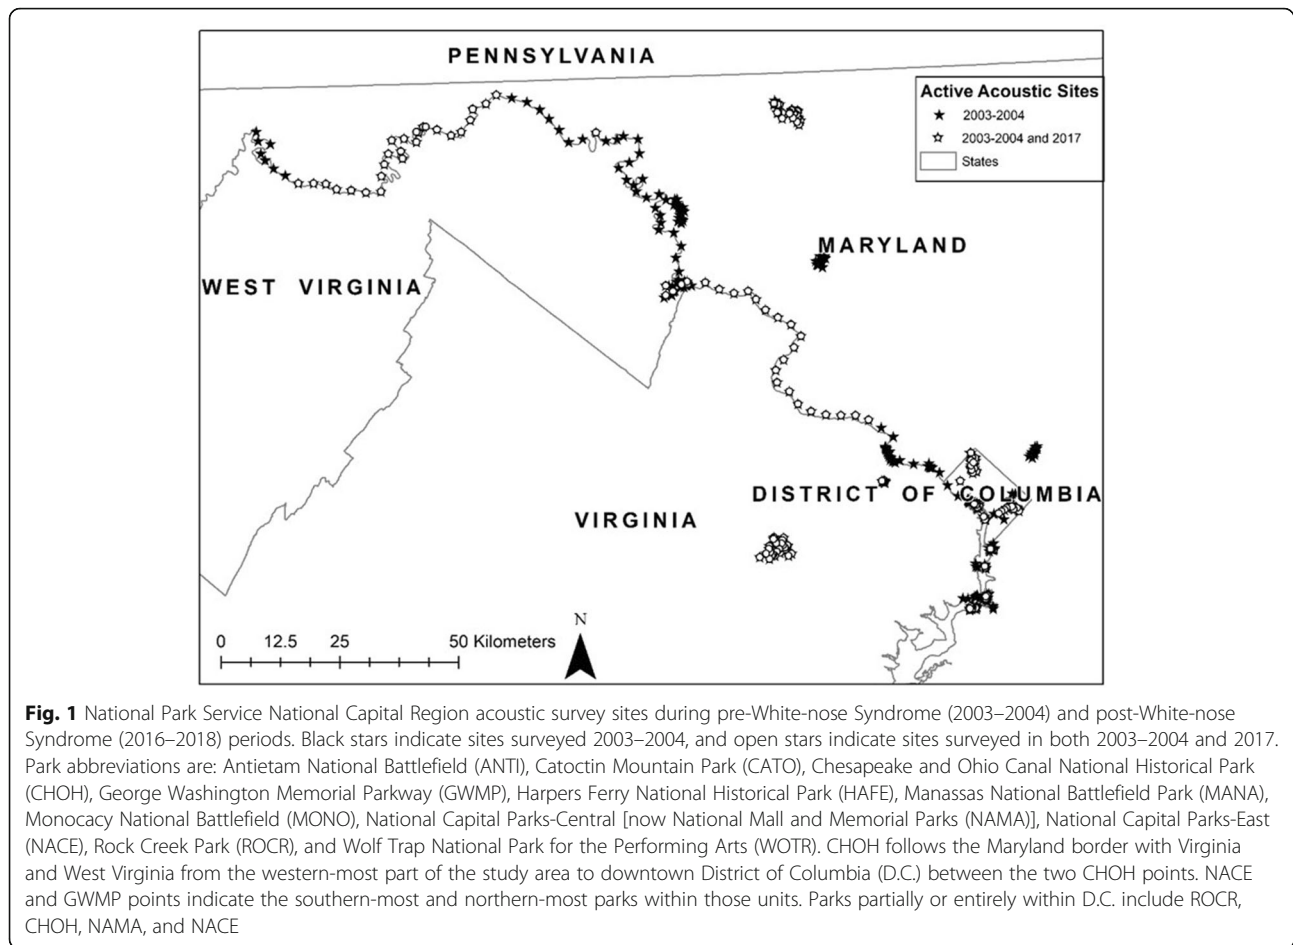 PENNSYLVANIA
Active Acoustic Sites
2003-2004
2003-2004 and 2017
States
MARYLAND
WEST VIRGINIA
DISTRICT OF COLUMBIA
VIRGINIA
N
0 12.5 25 50 Kilometers
Fig. 1 National Park Service National Capital Region acoustic survey sites during pre-White-nose Syndrome (2003–2004) and post-White-nose
Syndrome (2016–2018) periods. Black stars indicate sites surveyed 2003–2004, and open stars indicate sites surveyed in both 2003–2004 and 2017.
Park abbreviations are: Antietam National Battlefield (ANTI), Catoctin Mountain Park (CATO), Chesapeake and Ohio Canal National Historical Park
(CHOH), George Washington Memorial Parkway (GWMP), Harpers Ferry National Historical Park (HAFE), Manassas National Battlefield Park (MANA),
Monocacy National Battlefield (MONO), National Capital Parks-Central [now National Mall and Memorial Parks (NAMA)], National Capital Parks-East
(NACE), Rock Creek Park (ROCR), and Wolf Trap National Park for the Performing Arts (WOTR). CHOH follows the Maryland border with Virginia
and West Virginia from the western-most part of the study area to downtown District of Columbia (D.C.) between the two CHOH points. NACE
and GWMP points indicate the southern-most and northern-most parks within those units. Parks partially or entirely within D.C. include ROCR,
CHOH, NAMA, and NACE